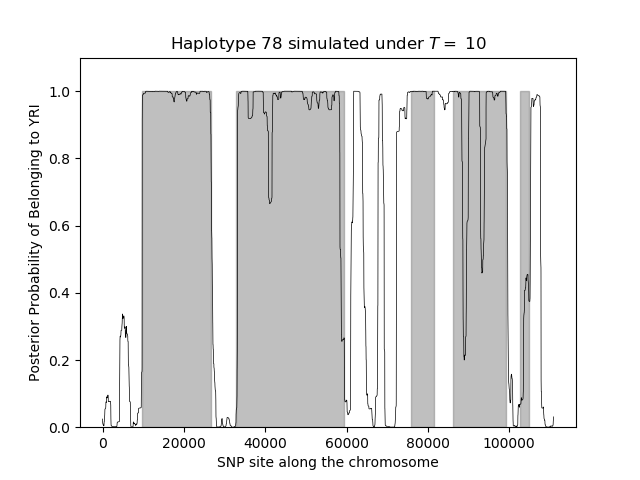 Haplotype 78 simulated under T = 10
Posterior Probability of Belonging to YRI
1.0
0.8
0.6
0.4
0.2
0.0
0 20000 40000 60000 80000 100000
SNP site along the chromosome